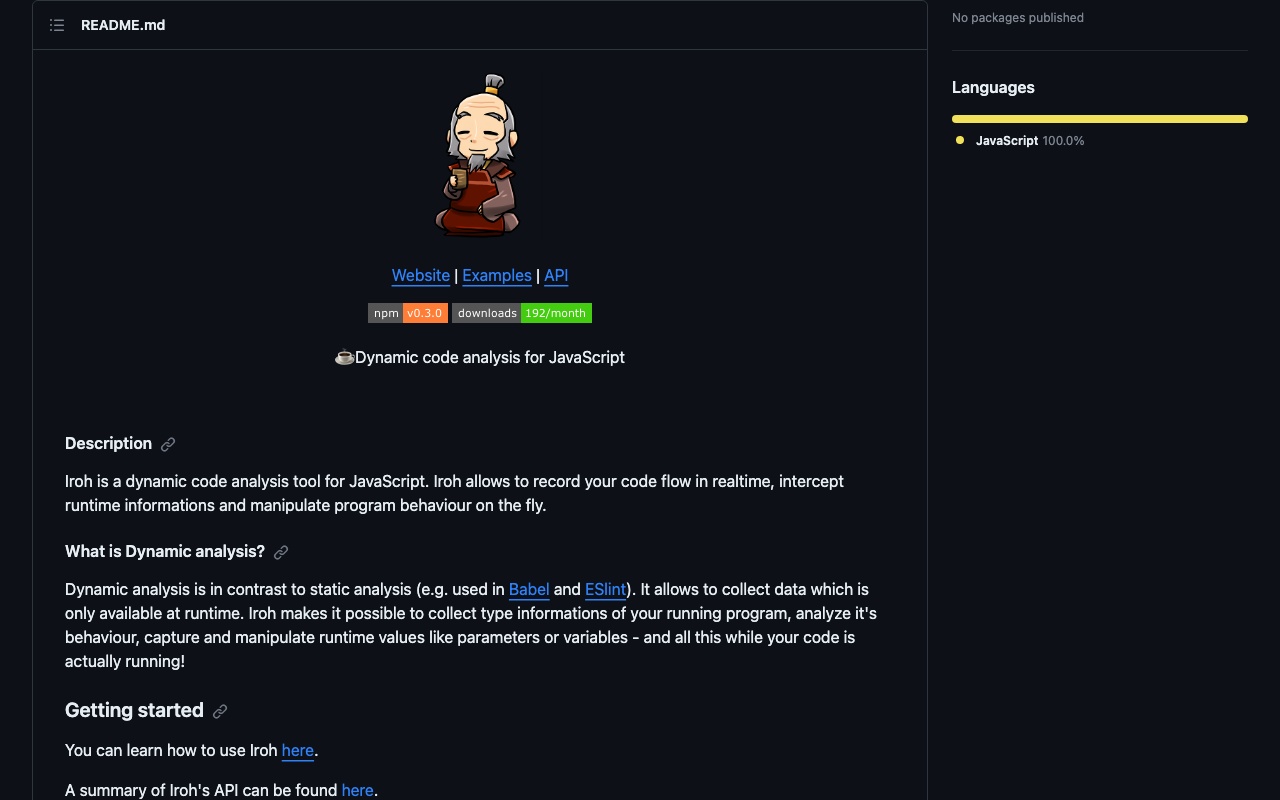 README.md
No packages published
Languages
JavaScript 100.0%
Website | Examples | API
npm v0.3.0 downloads 192/month
☕Dynamic code analysis for JavaScript
Description
Iroh is a dynamic code analysis tool for JavaScript. Iroh allows to record your code flow in realtime, intercept
runtime informations and manipulate program behaviour on the fly.
What is Dynamic analysis?
Dynamic analysis is in contrast to static analysis (e.g. used in Babel and ESlint). It allows to collect data which is
only available at runtime. Iroh makes it possible to collect type informations of your running program, analyze it's
behaviour, capture and manipulate runtime values like parameters or variables - and all this while your code is
actually running!
Getting started
You can learn how to use Iroh here.
A summary of Iroh's API can be found here.